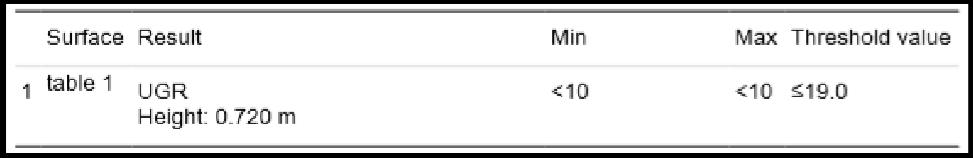 Surface Result Min Max Threshold value
1 table 1 UGR <10 <10 ≤19.0
Height: 0.720 m